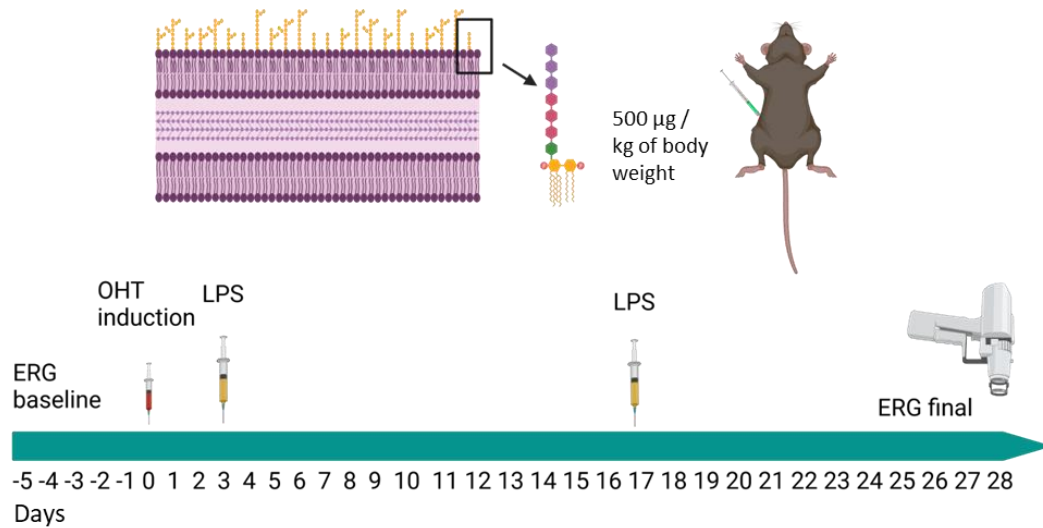 500 µg /
kg of body
weight
OHT
induction
LPS
LPS
ERG
baseline
ERG final
-5 -4 -3 -2 -1 0 1 2 3 4 5 6 7 8 9 10 11 12 13 14 15 16 17 18 19 20 21 22 23 24 25 26 27 28
Days